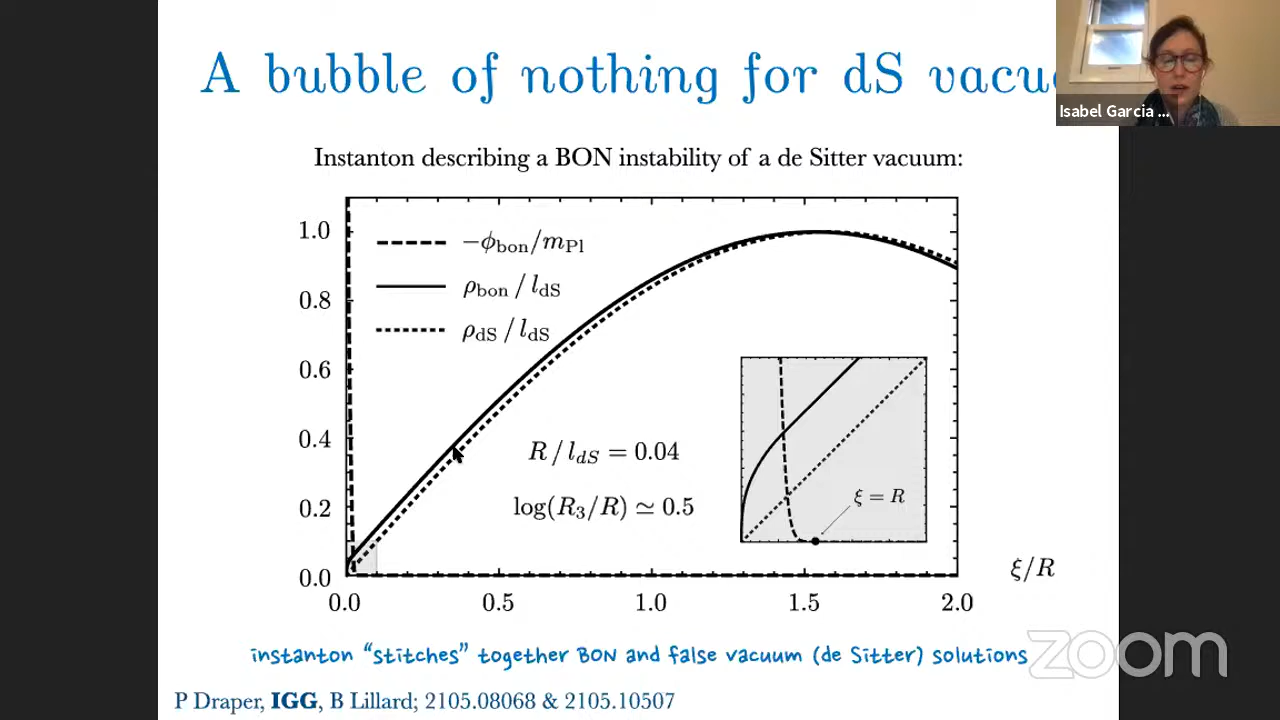 A bubble of nothing for dS vacu
Isabel Garcia ...
Instanton describing a BON instability of a de Sitter vacuum:
1.0
0.8
0.6
0.4
0.2
0.0
−ϕbon/mPl
ρbon / ldS
ρdS / ldS
R / ldS = 0.04
log(R3/R) ≃ 0.5
ξ = R
0.0 0.5 1.0 1.5 2.0
ξ/R
instanton “stitches” together BON and false vacuum (de Sitter) solutions
zoom
P Draper, IGG, B Lillard; 2105.08068 & 2105.10507